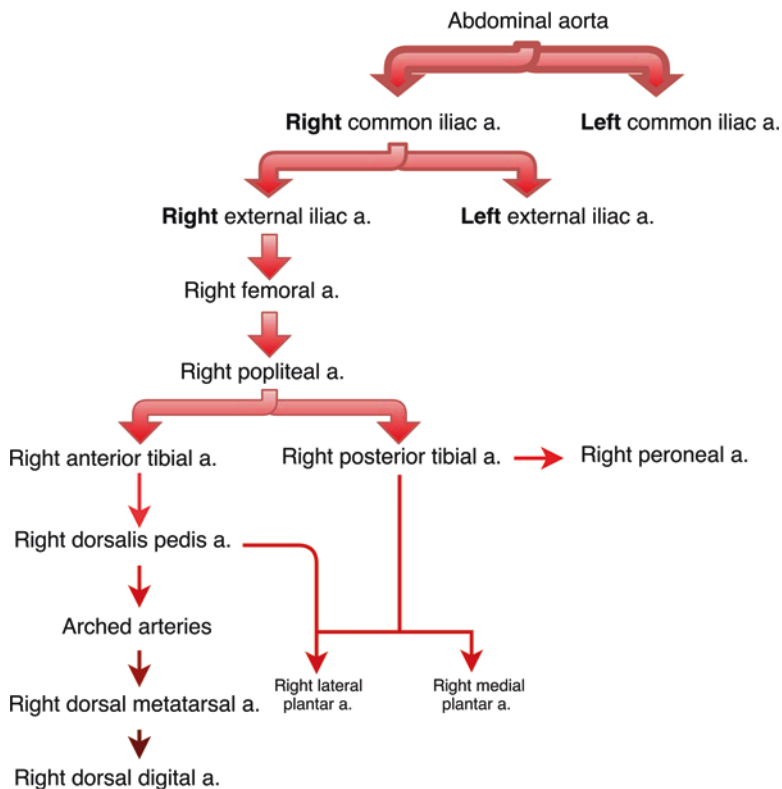 Abdominal aorta
Right common iliac a.
Left common iliac a.
Right external iliac a.
Left external iliac a.
Right femoral a.
Right popliteal a.
Right anterior tibial a.
Right posterior tibial a.
Right peroneal a.
Right dorsalis pedis a.
Arched arteries
Right lateral
plantar a.
Right medial
plantar a.
Right dorsal metatarsal a.
Right dorsal digital a.